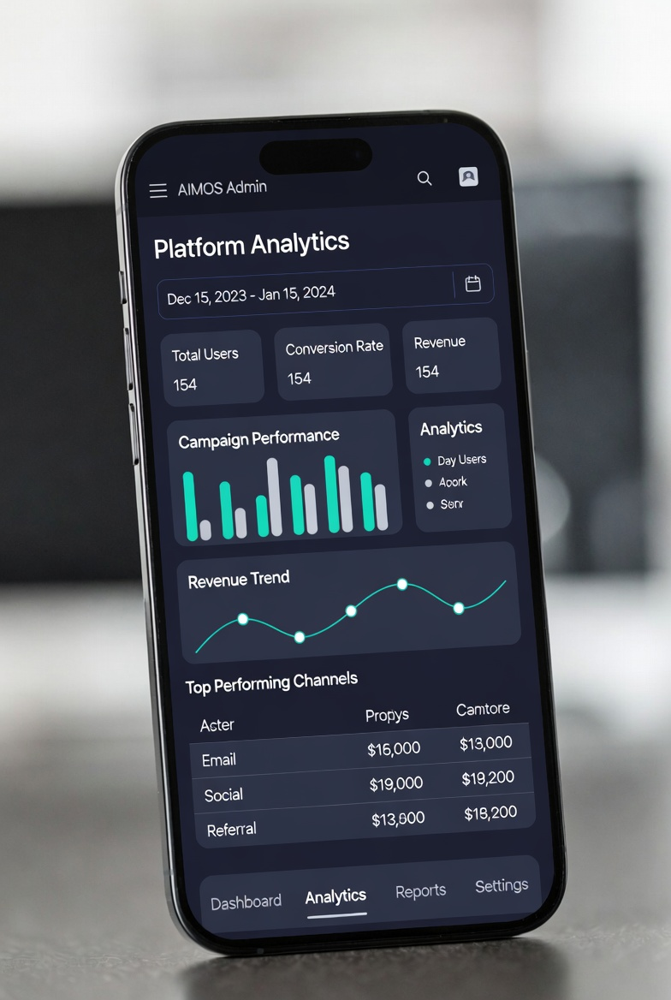 AIMOS Admin
Platform Analytics
Dec 15, 2023 - Jan 15, 2024
Total Users
154
Conversion Rate
154
Revenue
154
Campaign Performance
Analytics
Day Users
Aoork
Revenue Trend
Top Performing Channels
Acter Propys Camtore
Email $16,000 $13,000
Social $19,000 $19,200
Referral $13,800 $18,200
Dashboard Analytics Reports Settings